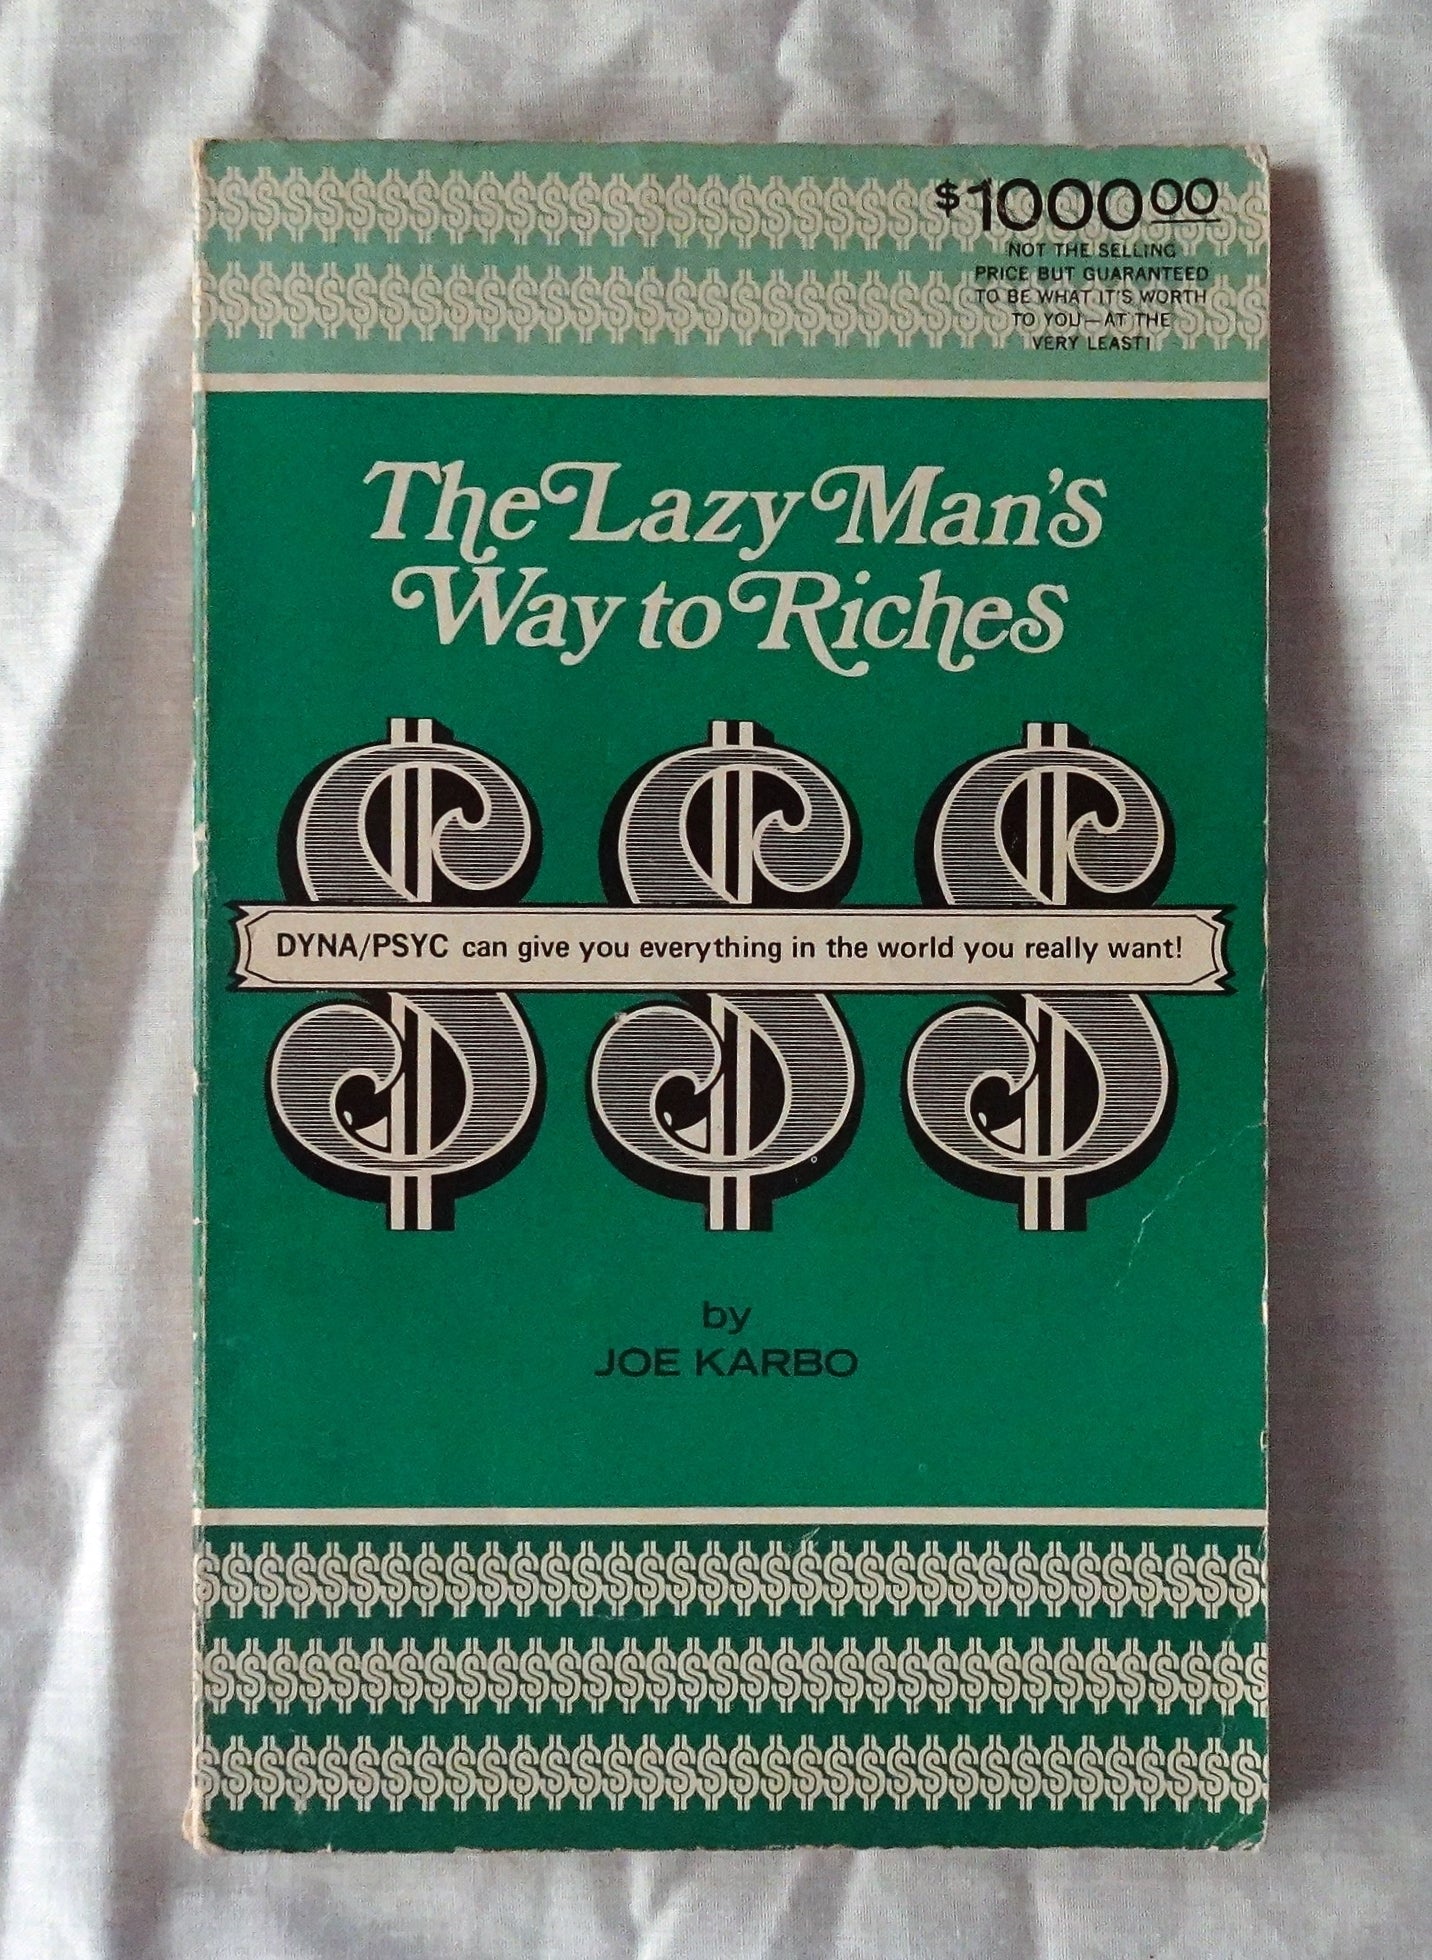 $1000.00
NOT THE SELLING
PRICE BUT GUARANTEED
TO BE WHAT IT'S WORTH
TO YOU—AT THE
VERY LEAST!
The Lazy Man's
Way to Riches
DYNA/PSYC can give you everything in the world you really want!
by
JOE KARBO